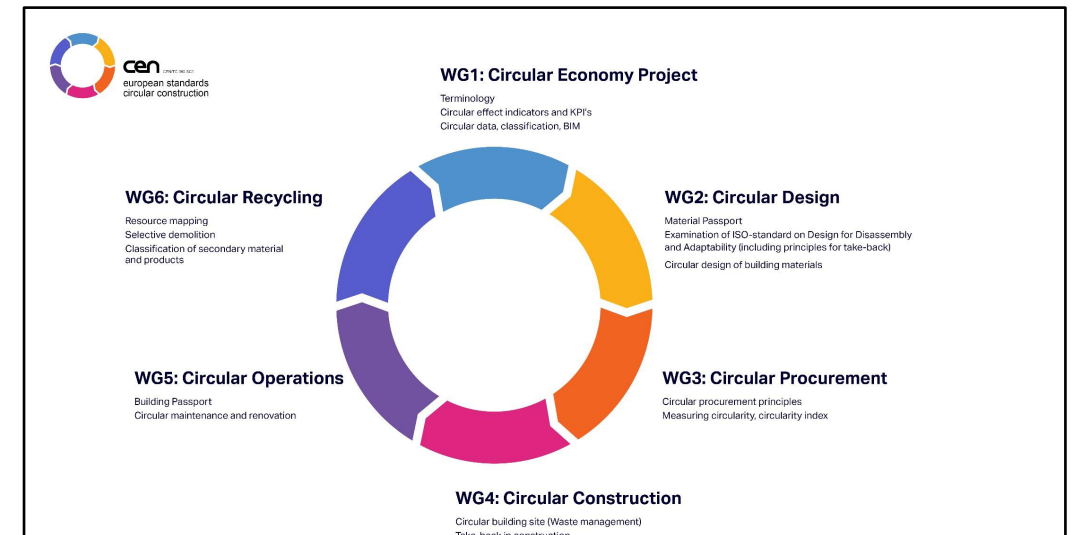 cen
european standards
circular construction
WG1: Circular Economy Project
Terminology
Circular effect indicators and KPI's
Circular data, classification, BIM
WG2: Circular Design
Material Passport
Examination of ISO-standard on Design for Disassembly
and Adaptability (including principles for take-back)
Circular design of building materials
WG3: Circular Procurement
Circular procurement principles
Measuring circularity, circularity index
WG4: Circular Construction
Circular building site (Waste management)
Take-back in construction
WG5: Circular Operations
Building Passport
Circular maintenance and renovation
WG6: Circular Recycling
Resource mapping
Selective demolition
Classification of secondary material
and products